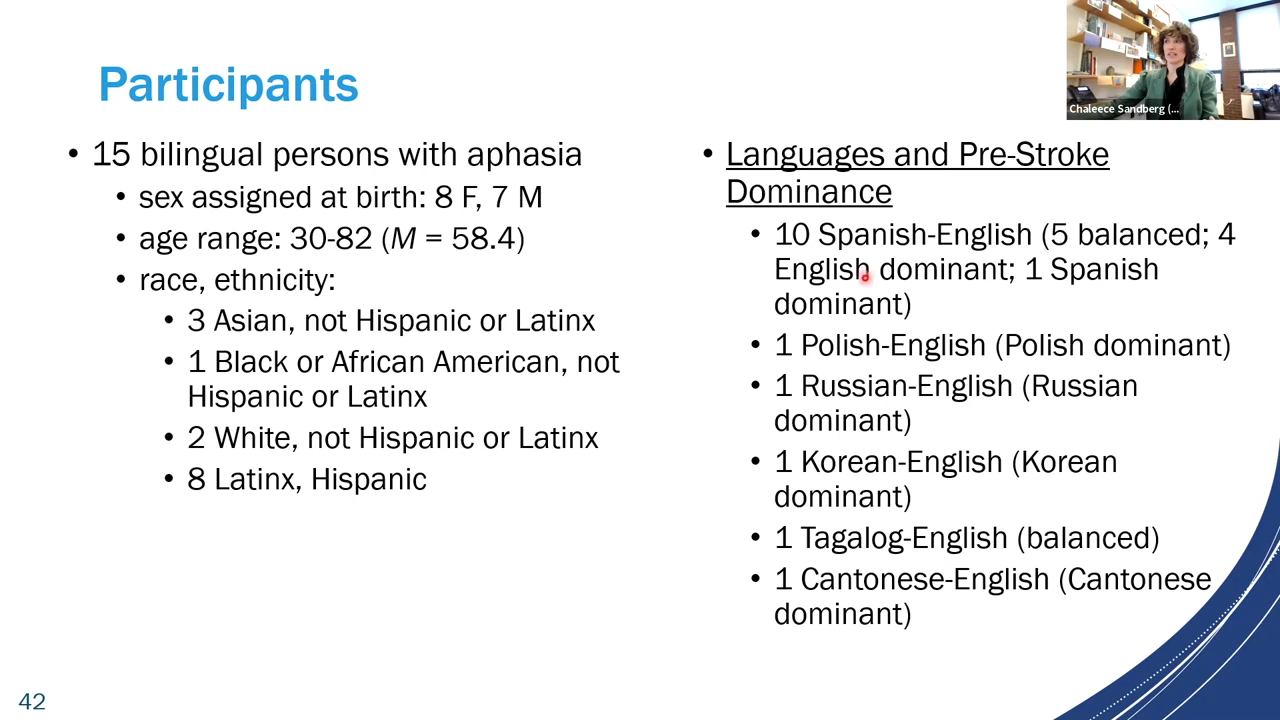 Participants
Chaleece Sandberg (...
• 15 bilingual persons with aphasia
• sex assigned at birth: 8 F, 7 M
• age range: 30-82 (M = 58.4)
• race, ethnicity:
• 3 Asian, not Hispanic or Latinx
• 1 Black or African American, not
Hispanic or Latinx
• 2 White, not Hispanic or Latinx
• 8 Latinx, Hispanic
• Languages and Pre-Stroke
Dominance
• 10 Spanish-English (5 balanced; 4
English dominant; 1 Spanish
dominant)
• 1 Polish-English (Polish dominant)
• 1 Russian-English (Russian
dominant)
• 1 Korean-English (Korean
dominant)
• 1 Tagalog-English (balanced)
• 1 Cantonese-English (Cantonese
dominant)
42